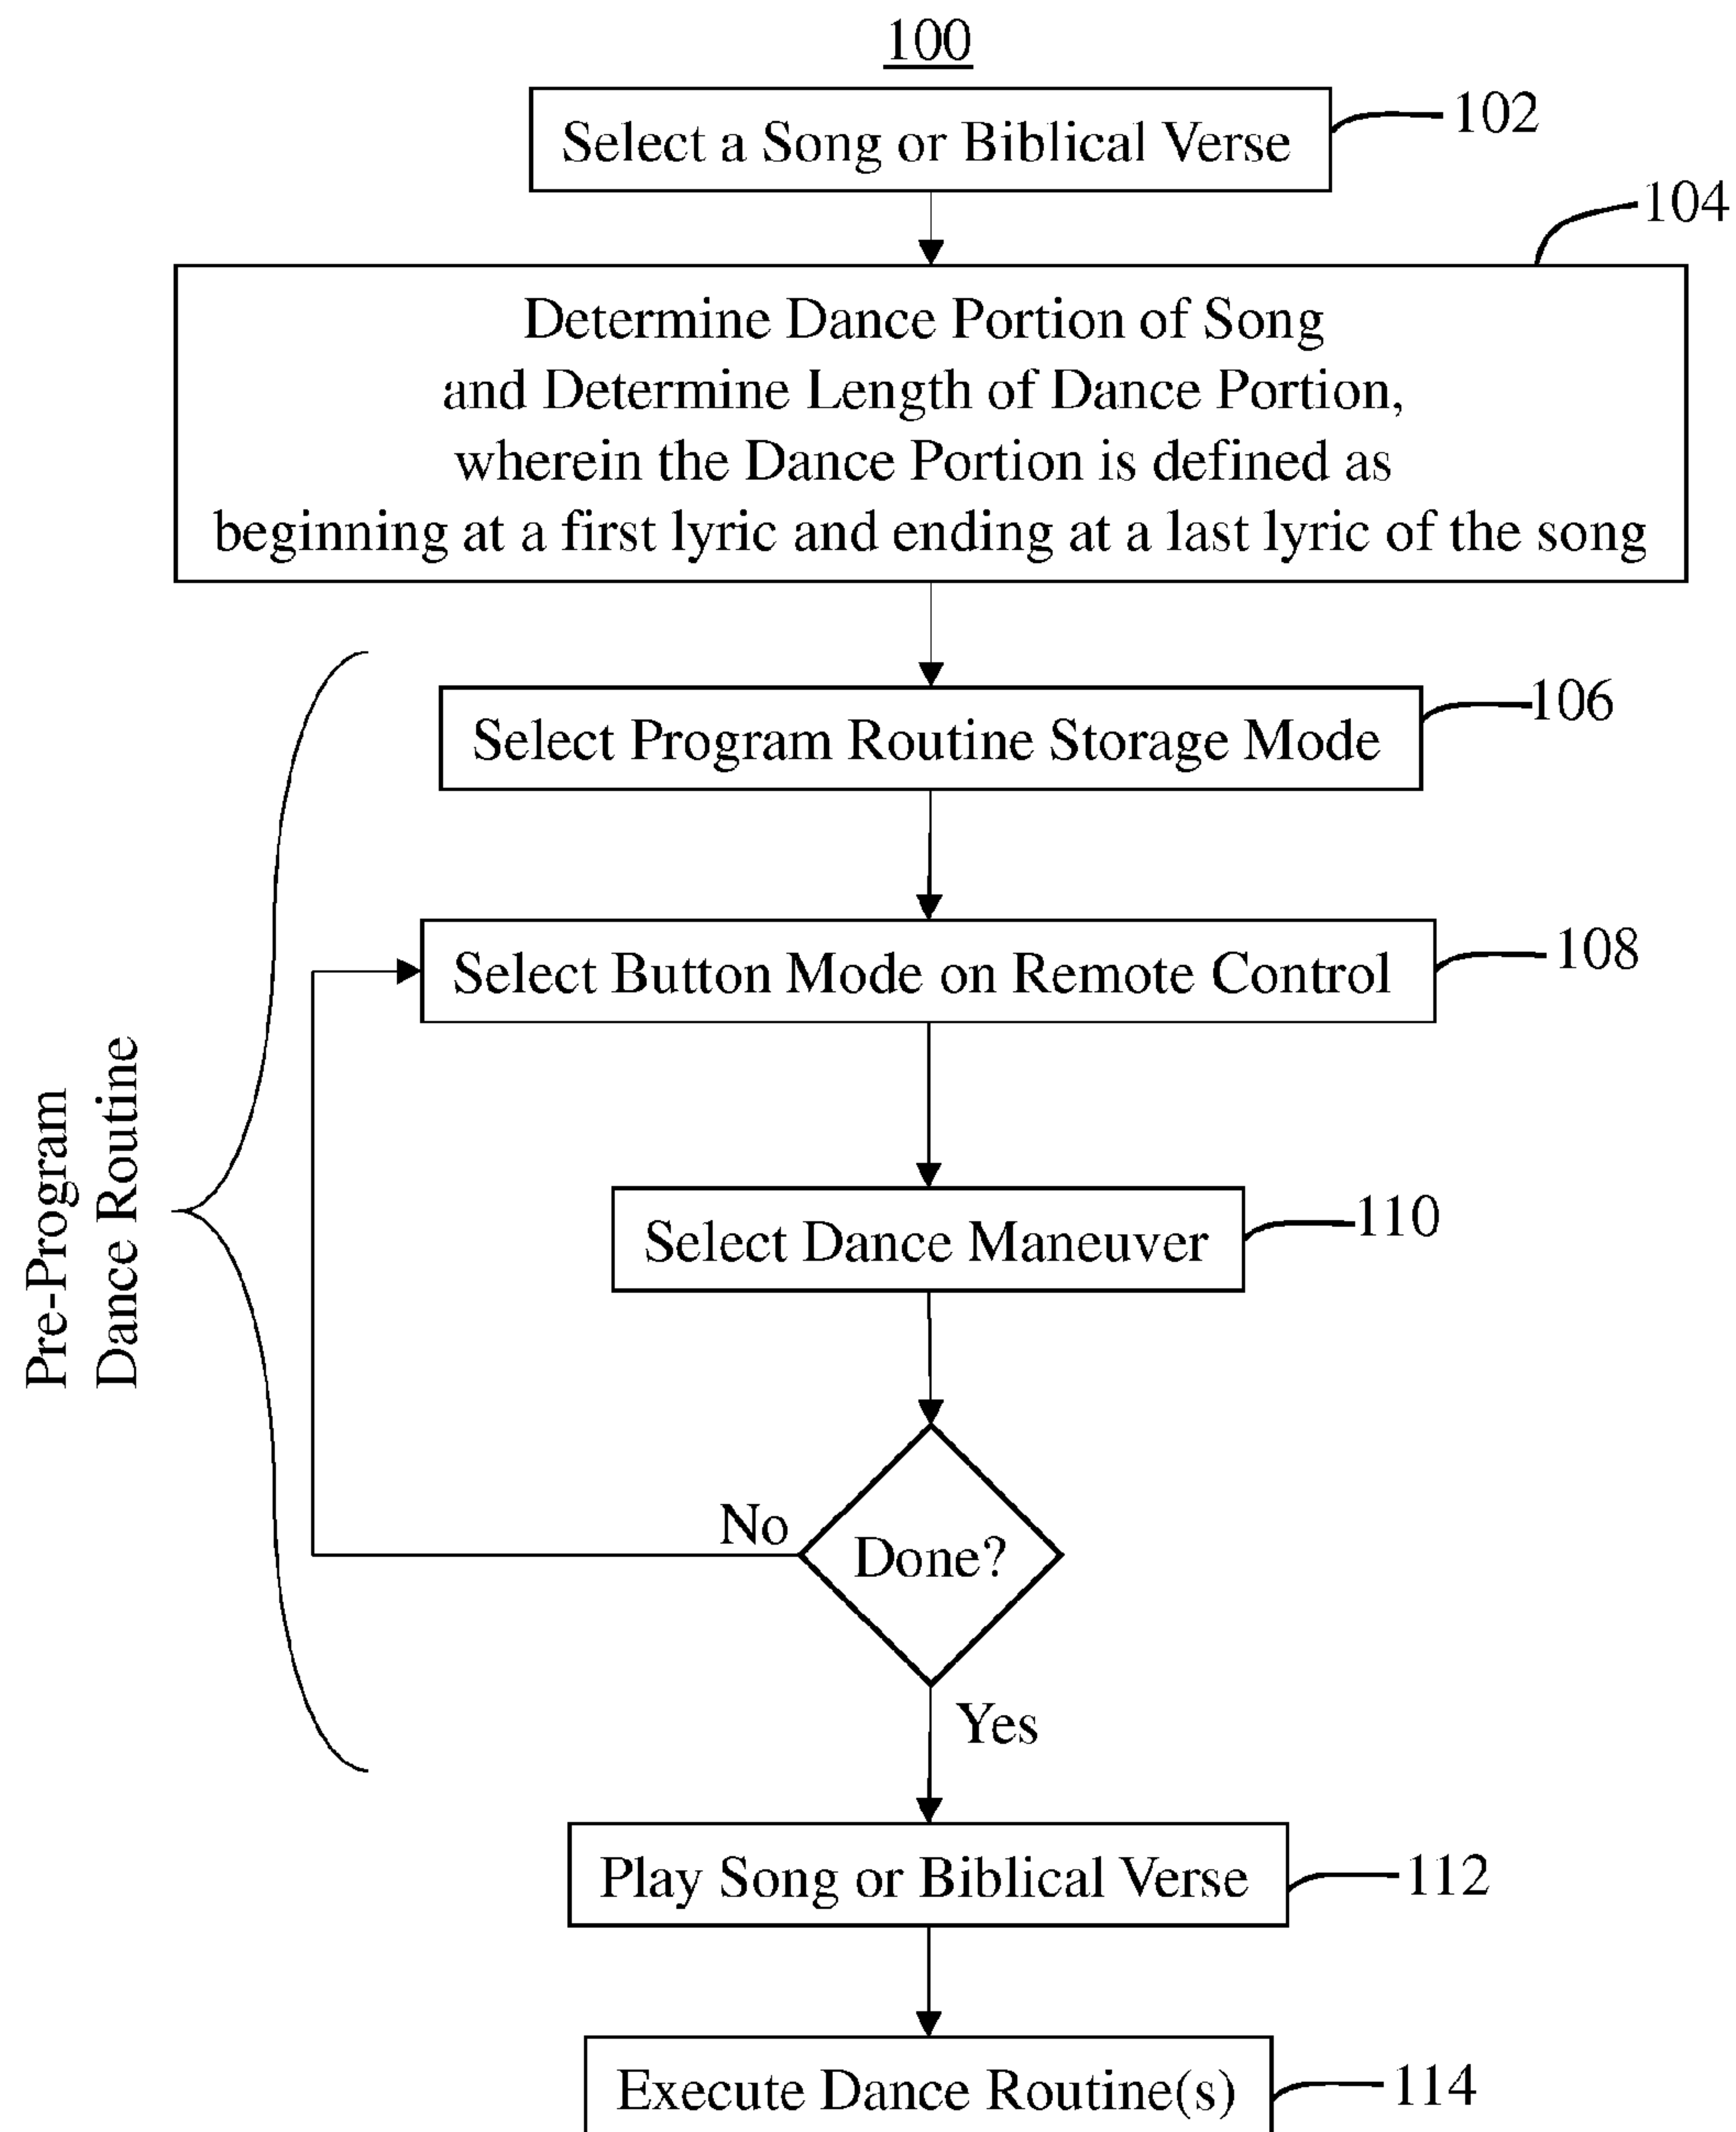 100
Select a Song or Biblical Verse
102
104
Determine Dance Portion of Song
and Determine Length of Dance Portion,
wherein the Dance Portion is defined as
beginning at a first lyric and ending at a last lyric of the song
Select Program Routine Storage Mode
106
Select Button Mode on Remote Control
108
Pre-Program
Dance Routine
Select Dance Maneuver
110
Done?
No
Yes
Play Song or Biblical Verse
112
Execute Dance Routine(s)
114